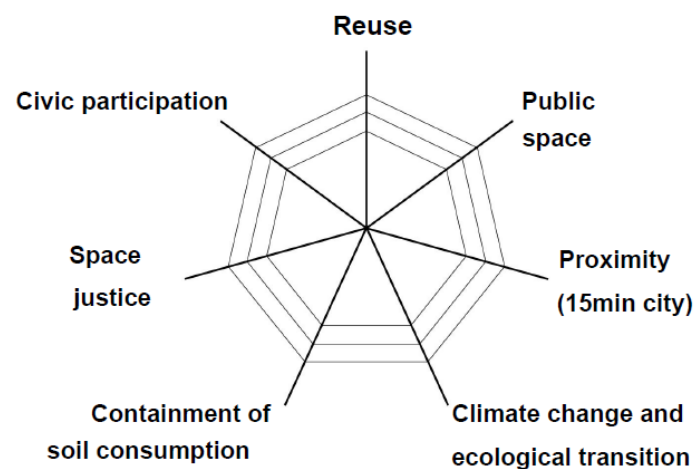 Reuse
Civic participation
Public
space
Space
justice
Proximity
(15min city)
Containment of
soil consumption
Climate change and
ecological transition